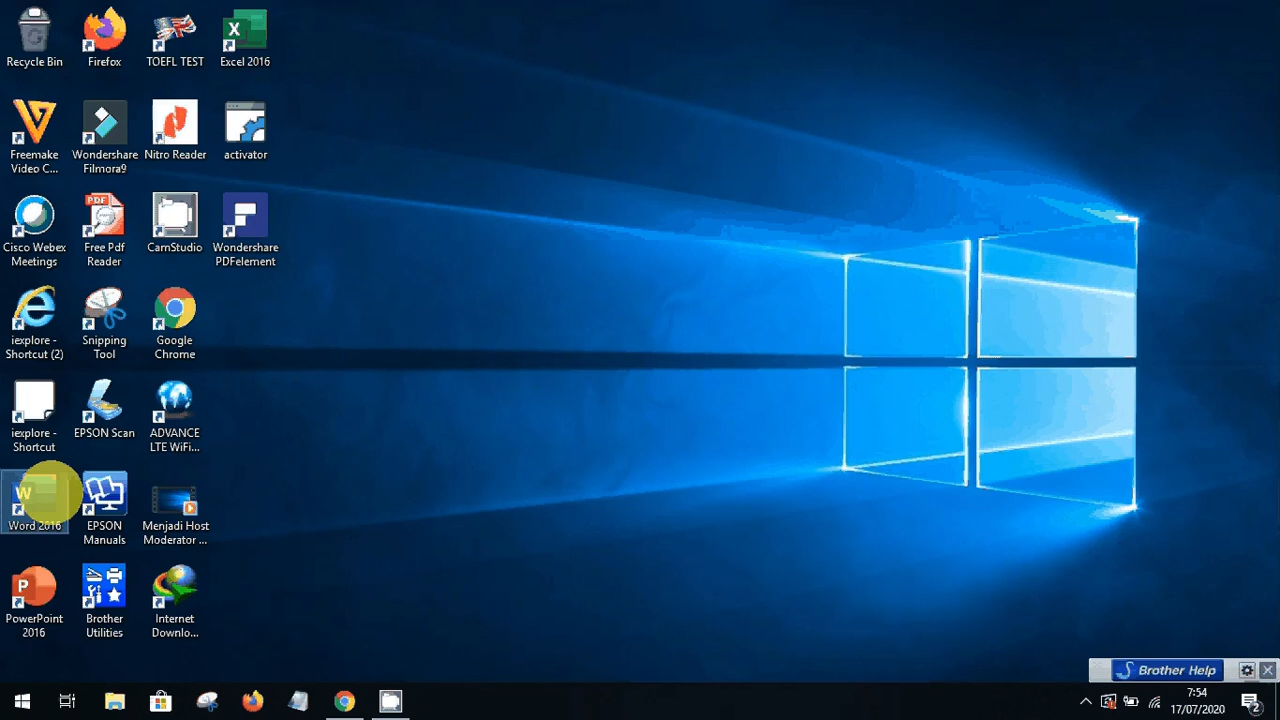 Recycle Bin
Firefox
TOEFL TEST
Excel 2016
Freemake
Video C...
Wondershare
Filmora9
Nitro Reader
activator
Cisco Webex
Meetings
PDF
Free Pdf
Reader
CamStudio
Wondershare
PDFelement
iexplore -
Shortcut (2)
Snipping
Tool
Google
Chrome
iexplore -
Shortcut
EPSON Scan
ADVANCE
LTE WiFi...
Word 2016
EPSON
Manuals
Menjadi Host
Moderator ...
PowerPoint
2016
Brother
Utilities
Internet
Downlo...
Brother Help
7:54
17/07/2020
2